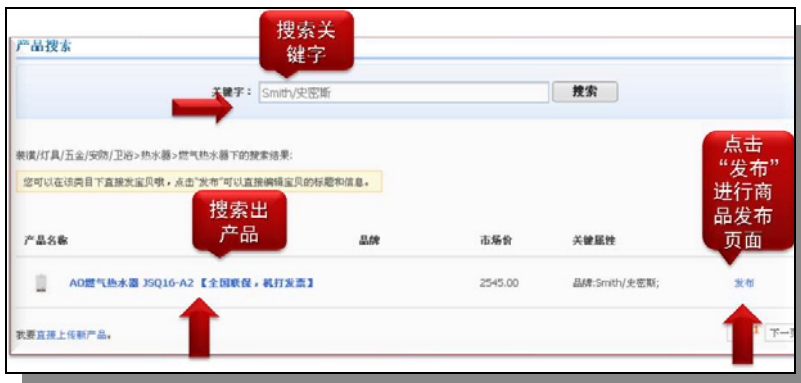 搜索关
键字
产品搜索
关键字: Smith/史密斯 搜索
装潢/灯具/五金/安防/卫浴>热水器>燃气热水器下的搜索结果:
您可以在该类目下直接发宝贝哦，点击"发布"可以直接编辑宝贝的标题和信息。
点击
“发布”
进行商
品发布
页面
搜索出
产品
产品名称 品牌 市场价 关键属性
AO燃气热水器 JSQ16-A2 【全国联保，机打发票】 2545.00 品牌:Smith/史密斯; 发布
我要直接上传新产品。 1 下一页